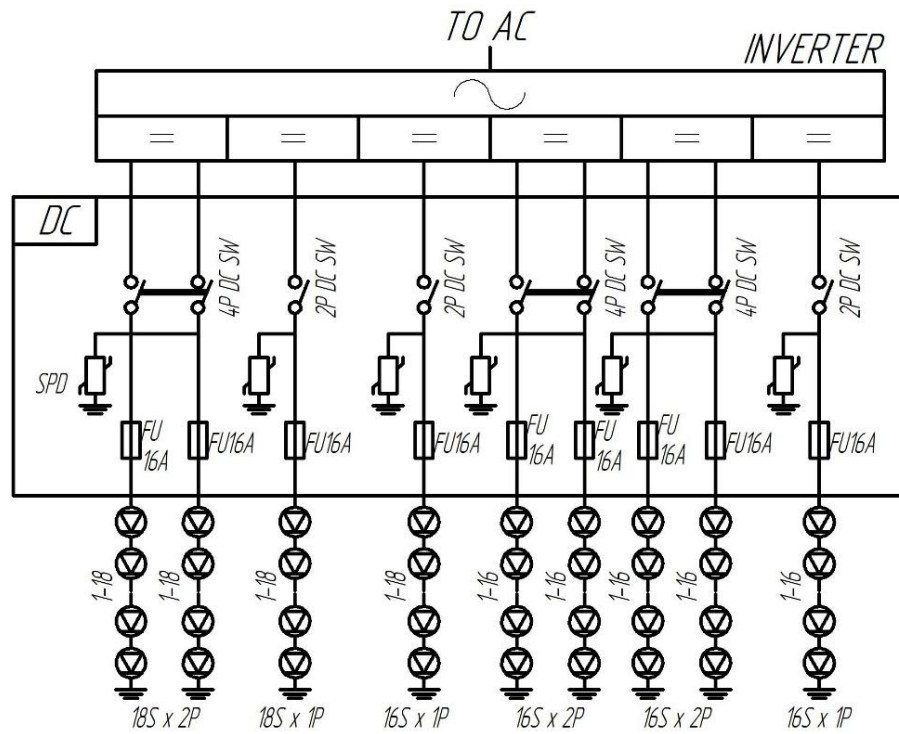 TO AC
INVERTER
DC
4P DC SW
2P DC SW
2P DC SW
4P DC SW
4P DC SW
2P DC SW
SPD
FU
16A
FU16A
FU16A
FU16A
FU
16A
FU
16A
FU
16A
FU16A
FU16A
1-18
1-18
1-18
1-18
1-16
1-16
1-16
1-16
1-16
18S x 2P
18S x 1P
16S x 1P
16S x 2P
16S x 2P
16S x 1P